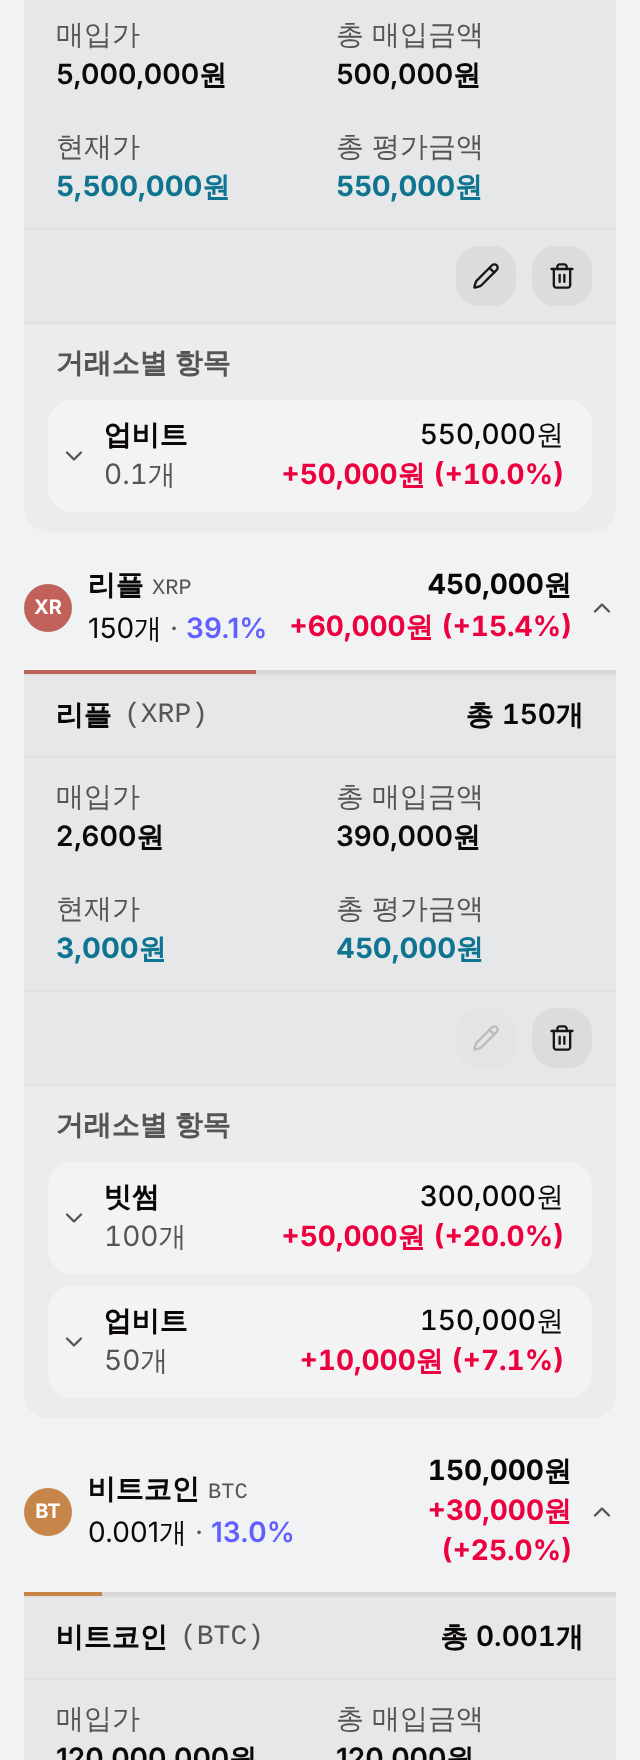 매입가 총 매입금액
5,000,000원 500,000원
현재가 총 평가금액
5,500,000원 550,000원
거래소별 항목
업비트 550,000원
0.1개 +50,000원 (+10.0%)
XR 리플 XRP 450,000원
150개 · 39.1% +60,000원 (+15.4%)
리플 (XRP) 총 150개
매입가 총 매입금액
2,600원 390,000원
현재가 총 평가금액
3,000원 450,000원
거래소별 항목
빗썸 300,000원
100개 +50,000원 (+20.0%)
업비트 150,000원
50개 +10,000원 (+7.1%)
BT 비트코인 BTC 150,000원
0.001개 · 13.0% +30,000원
(+25.0%)
비트코인 (BTC) 총 0.001개
매입가 총 매입금액
120,000,000원 120,000원